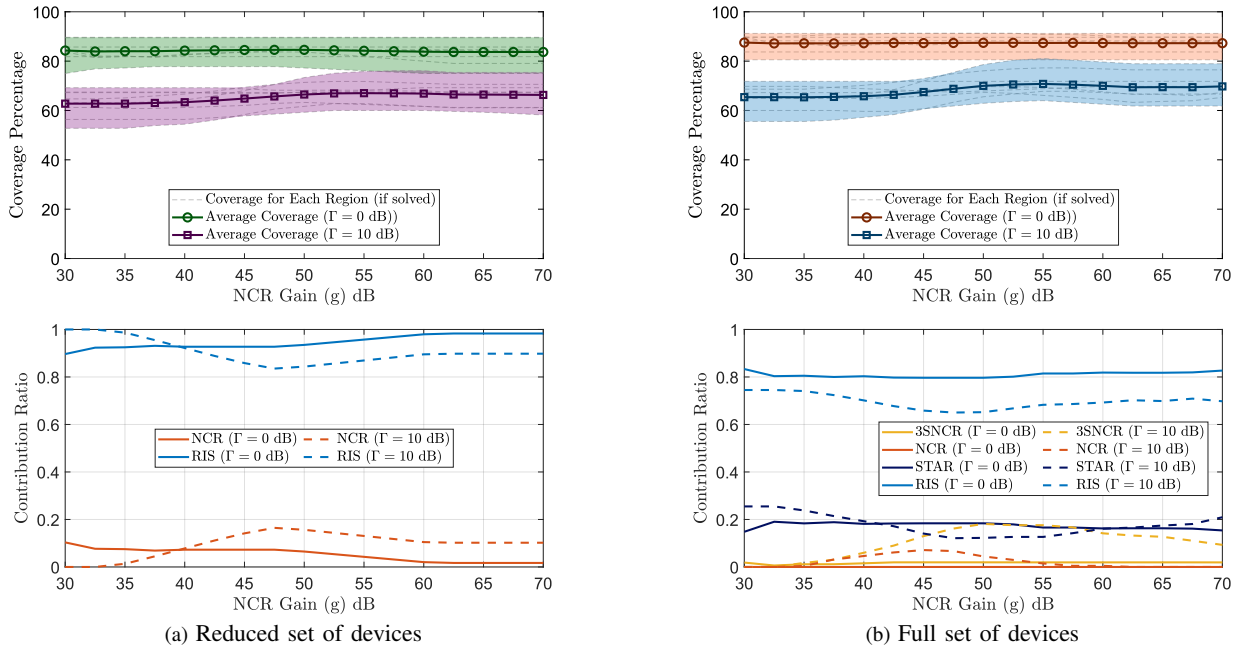 100
80
60
40
20
0
Coverage Percentage
Coverage for Each Region (if solved)
Average Coverage (Γ = 0 dB))
Average Coverage (Γ = 10 dB)
30 35 40 45 50 55 60 65 70
NCR Gain (g) dB
1
0.8
0.6
0.4
0.2
0
Contribution Ratio
NCR (Γ = 0 dB) NCR (Γ = 10 dB)
RIS (Γ = 0 dB) RIS (Γ = 10 dB)
30 35 40 45 50 55 60 65 70
NCR Gain (g) dB
(a) Reduced set of devices
100
80
60
40
20
0
Coverage Percentage
Coverage for Each Region (if solved)
Average Coverage (Γ = 0 dB))
Average Coverage (Γ = 10 dB)
30 35 40 45 50 55 60 65 70
NCR Gain (g) dB
1
0.8
0.6
0.4
0.2
0
Contribution Ratio
3SNCR (Γ = 0 dB) 3SNCR (Γ = 10 dB)
NCR (Γ = 0 dB) NCR (Γ = 10 dB)
STAR (Γ = 0 dB) STAR (Γ = 10 dB)
RIS (Γ = 0 dB) RIS (Γ = 10 dB)
30 35 40 45 50 55 60 65 70
NCR Gain (g) dB
(b) Full set of devices